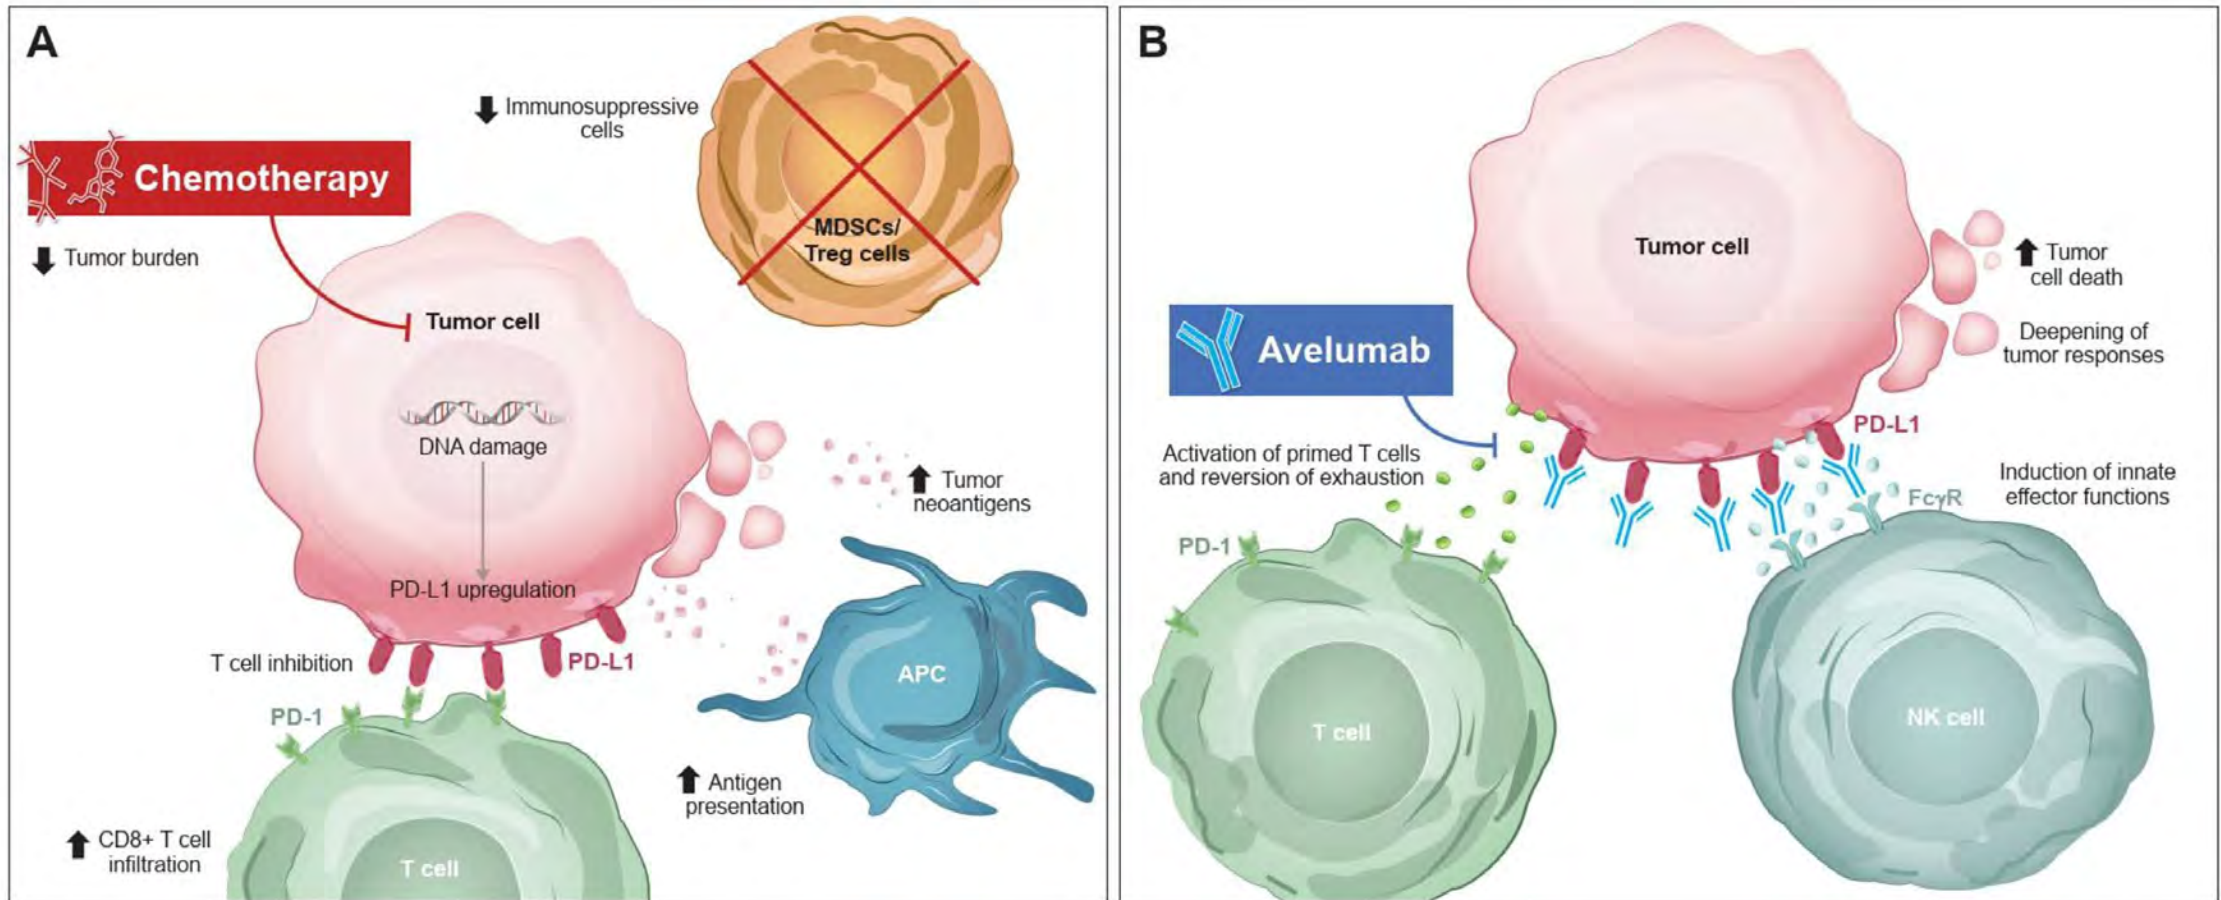 A
Immunosuppressive
cells
Chemotherapy
Tumor burden
MDSCs/
Treg cells
Tumor cell
DNA damage
PD-L1 upregulation
Tumor
neoantigens
T cell inhibition
PD-L1
PD-1
APC
Antigen
presentation
CD8+ T cell
infiltration
T cell
B
Tumor cell
Tumor
cell death
Deepening of
tumor responses
Avelumab
PD-L1
Activation of primed T cells
and reversion of exhaustion
Induction of innate
effector functions
FcγR
PD-1
T cell
NK cell